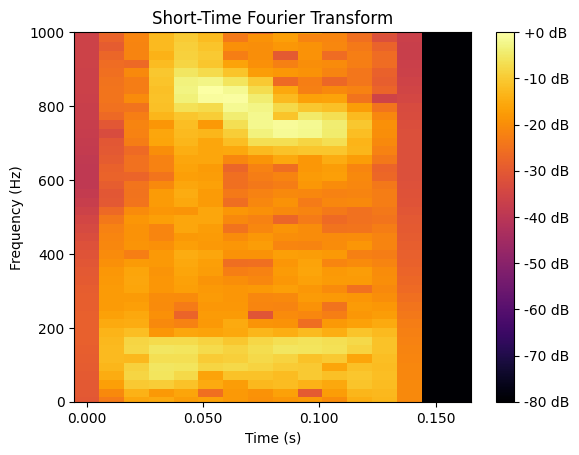 Short-Time Fourier Transform
Frequency (Hz)
1000
800
600
400
200
0
0.000
0.050
0.100
0.150
Time (s)
+0 dB
-10 dB
-20 dB
-30 dB
-40 dB
-50 dB
-60 dB
-70 dB
-80 dB